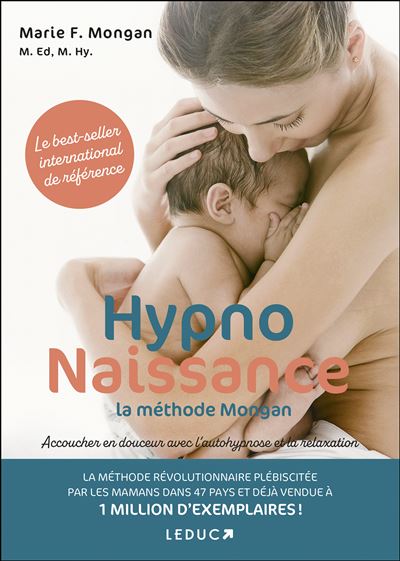 Marie F. Mongan
M. Ed, M. Hy.
Le best-seller
international
de référence
Hypno
Naissance
la méthode Mongan
Accoucher en douceur avec l'autohypnose et la relaxation
LA MÉTHODE RÉVOLUTIONNAIRE PLÉBISCITÉE
PAR LES MAMANS DANS 47 PAYS ET DÉJÀ VENDUE À
1 MILLION D'EXEMPLAIRES !
LEDUC